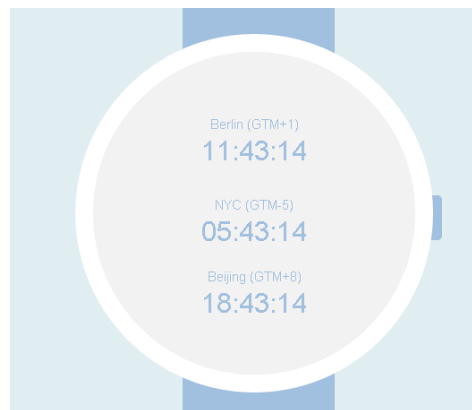 Berlin (GTM+1)
11:43:14
NYC (GTM-5)
05:43:14
Beijing (GTM+8)
18:43:14